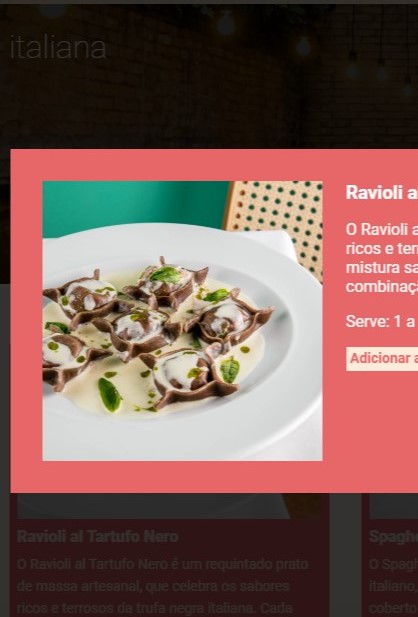 italiana
Ravioli a
O Ravioli a
ricos e ter
mistura sa
combinaç
Serve: 1 a
Adicionar a
Ravioli al Tartufo Nero
O Ravioli al Tartufo Nero é um requintado prato
de massa artesanal, que celebra os sabores
ricos e terrosos da trufa negra italiana. Cada
Spagh
O Spagh
italiano,
coberto